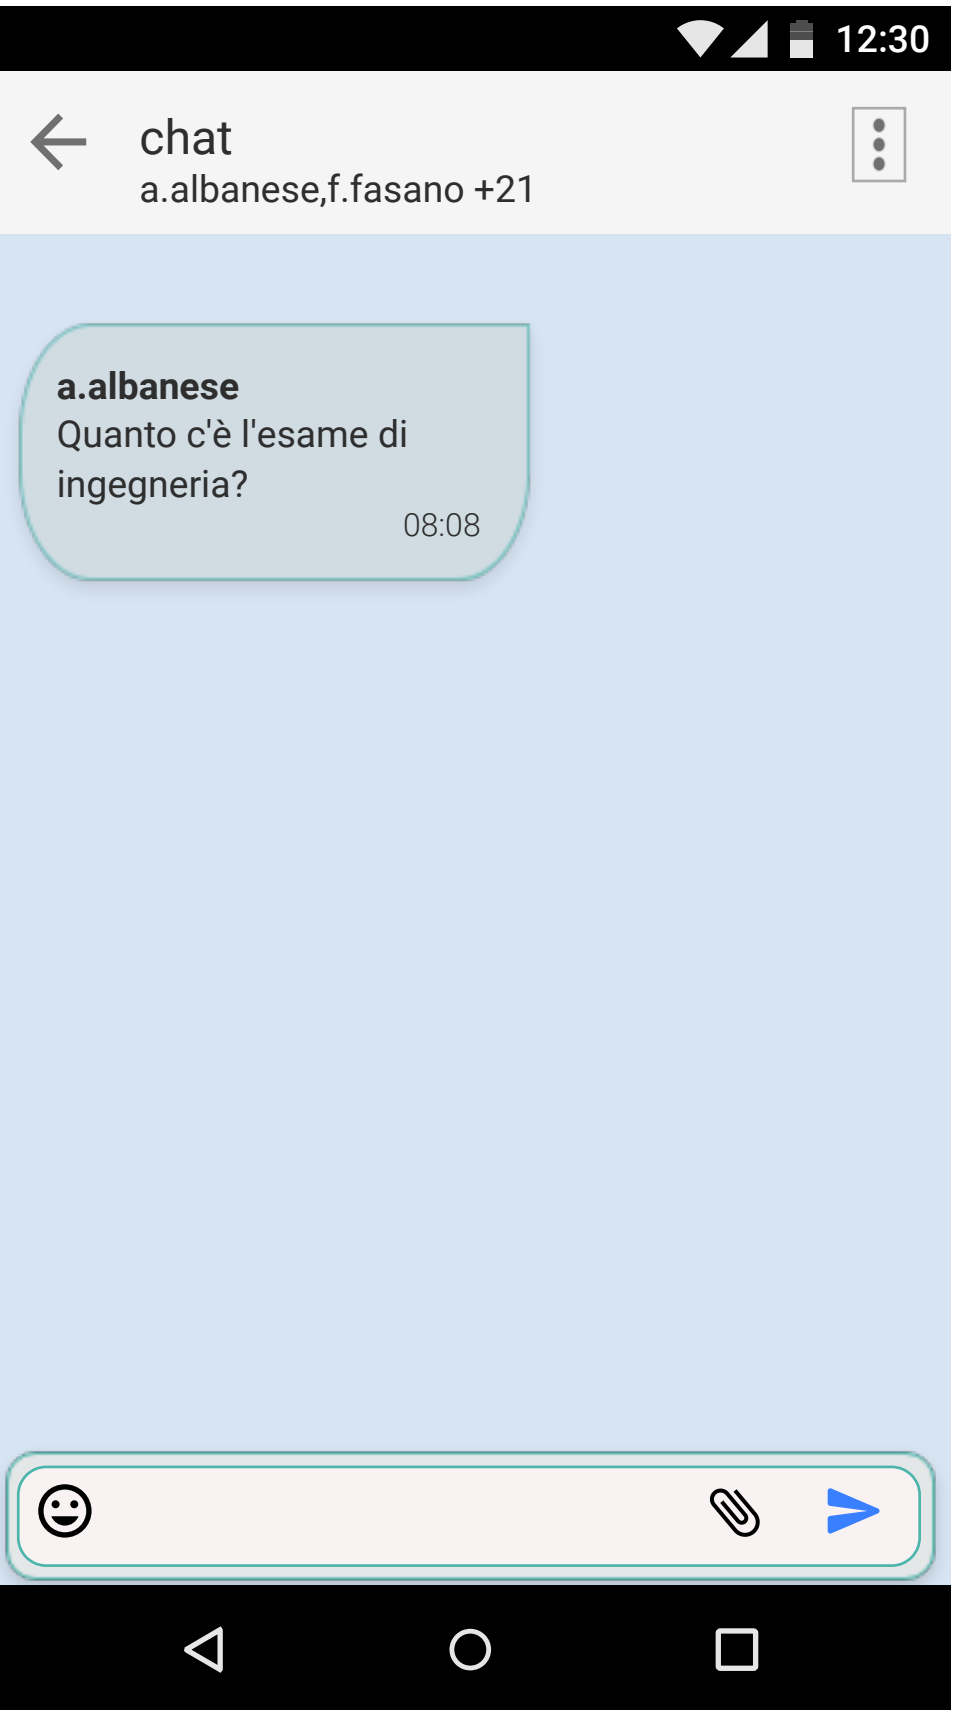 12:30
chat
a.albanese,f.fasano +21
a.albanese
Quanto c'è l'esame di
ingegneria?
08:08